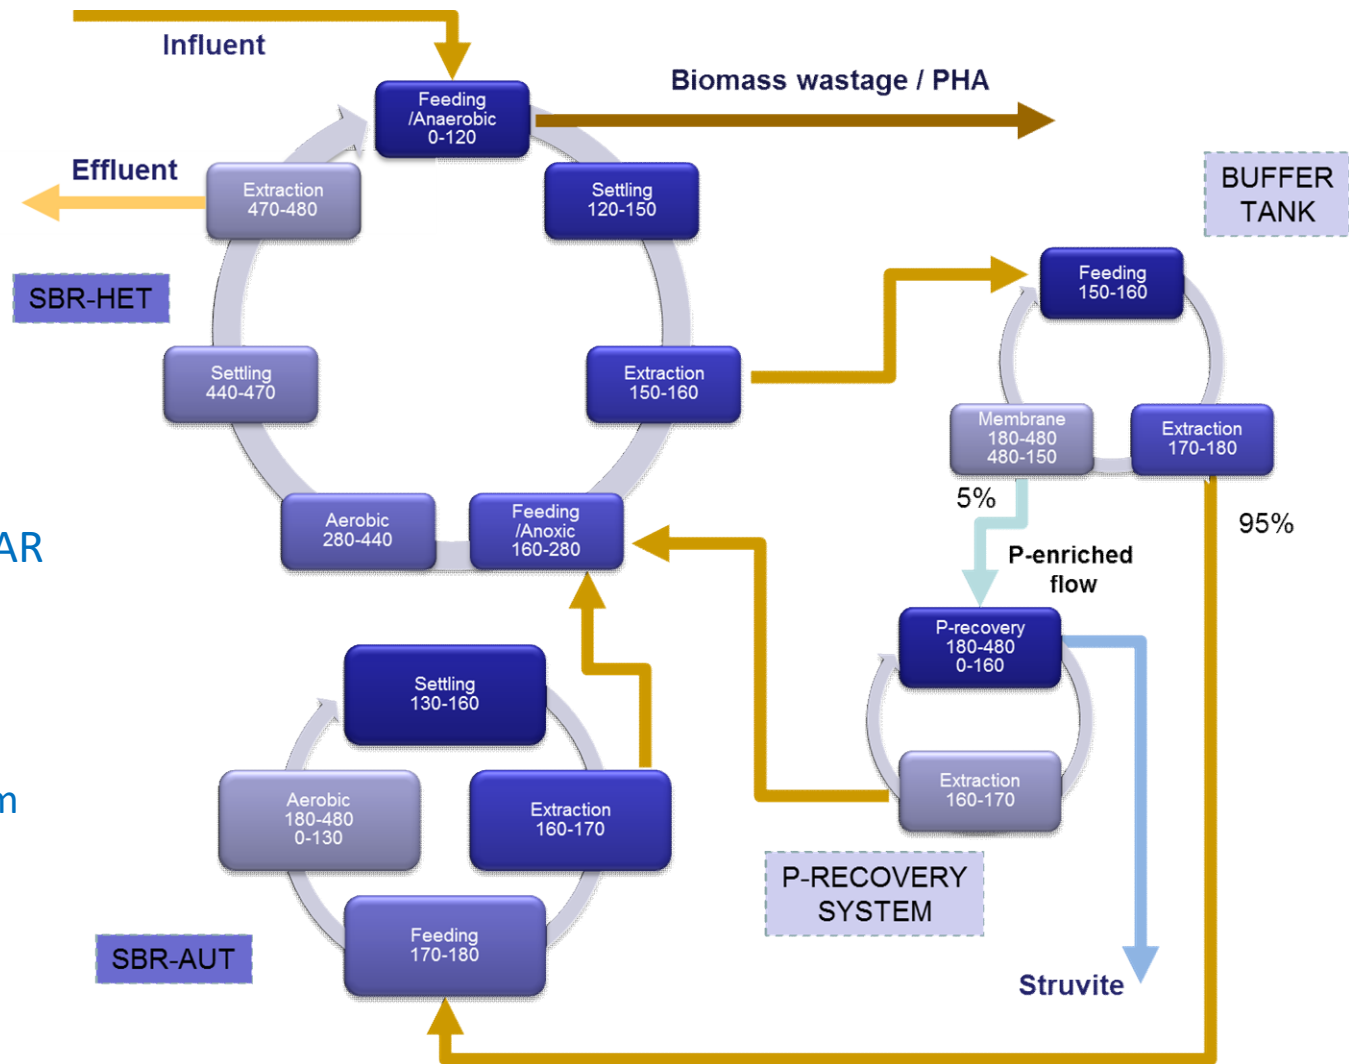 Influent
Feeding
/Anaerobic
0-120
Biomass wastage / PHA
Effluent
Extraction
470-480
Settling
120-150
BUFFER
TANK
SBR-HET
Feeding
150-160
Settling
440-470
Extraction
150-160
Membrane
180-480
480-150
Extraction
170-180
5%
95%
Aerobic
280-440
Feeding
/Anoxic
160-280
AR
P-enriched
flow
P-recovery
180-480
0-160
Settling
130-160
Aerobic
180-480
0-130
Extraction
160-170
m
Extraction
160-170
P-RECOVERY
SYSTEM
Feeding
170-180
SBR-AUT
Struvite